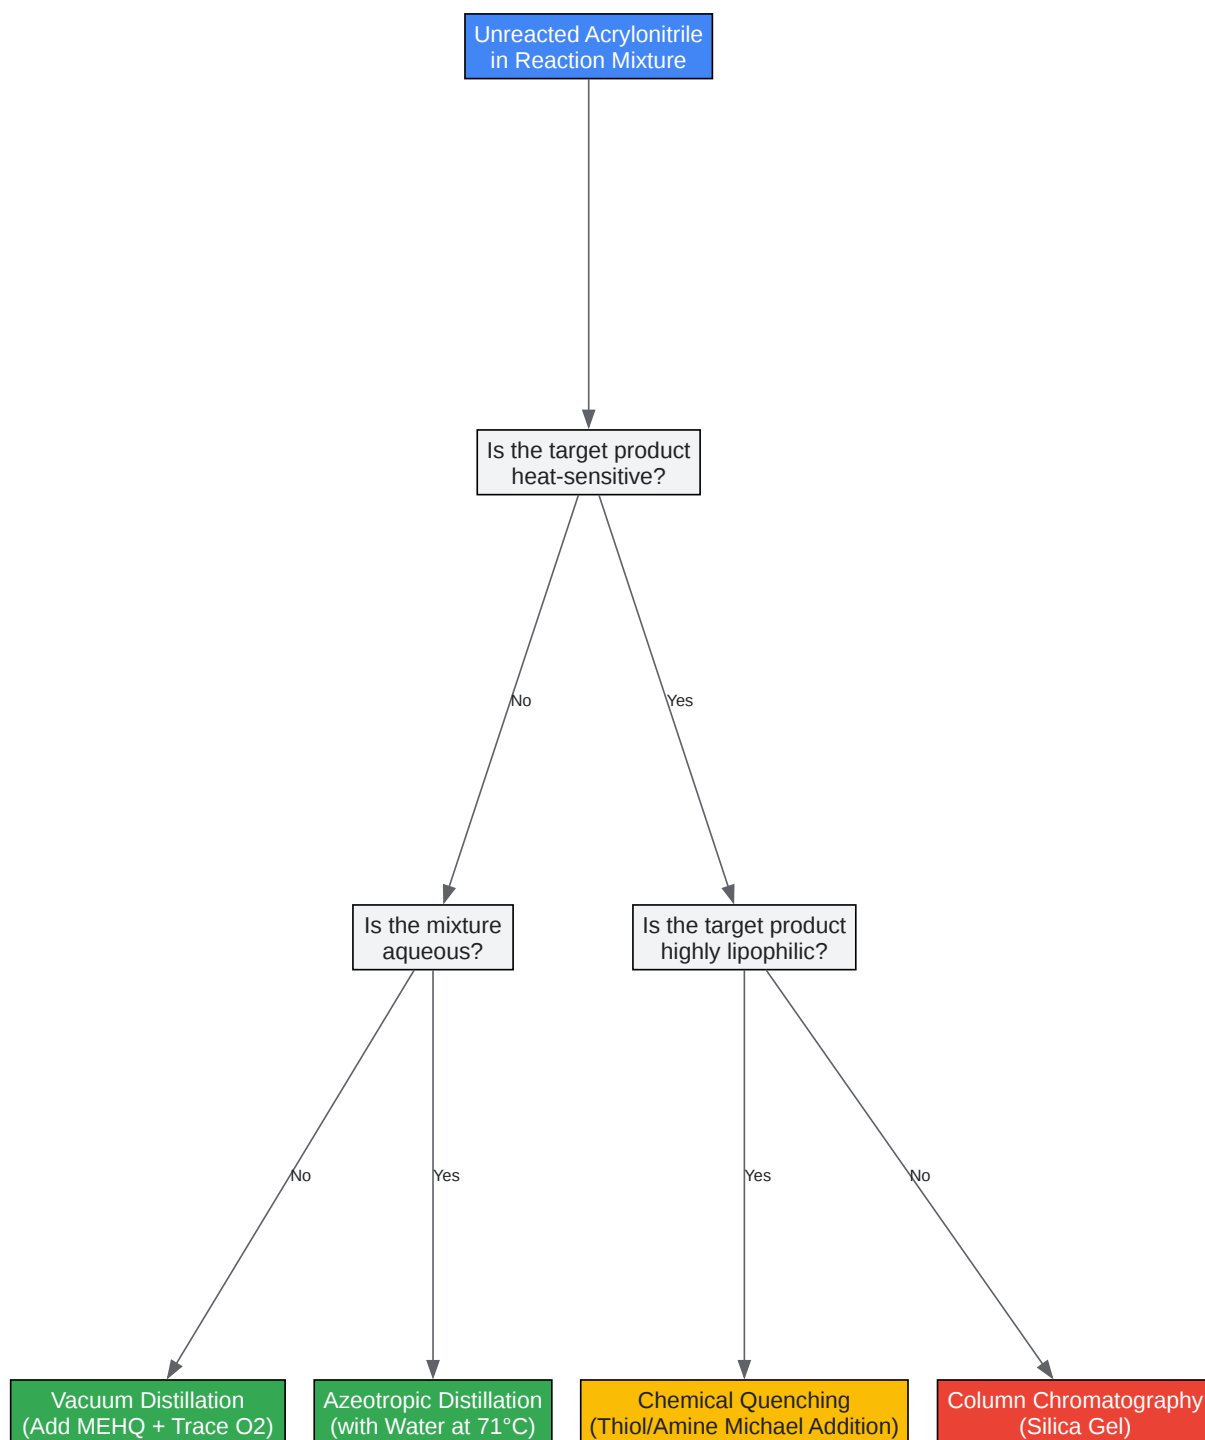 Unreacted Acrylonitrile
in Reaction Mixture
Is the target product
heat-sensitive?
No
Yes
Is the mixture
aqueous?
Is the target product
highly lipophilic?
No
Yes
Yes
No
Vacuum Distillation
(Add MEHQ + Trace O2)
Azeotropic Distillation
(with Water at 71°C)
Chemical Quenching
(Thiol/Amine Michael Addition)
Column Chromatography
(Silica Gel)